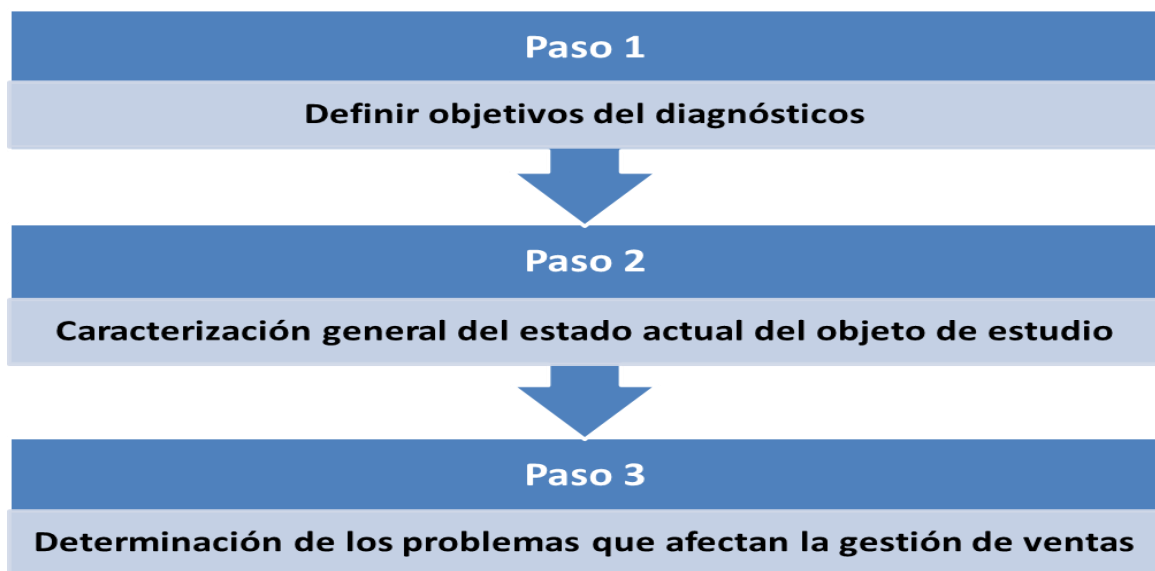 Paso 1
Definir objetivos del diagnósticos
Paso 2
Caracterización general del estado actual del objeto de estudio
Paso 3
Determinación de los problemas que afectan la gestión de ventas